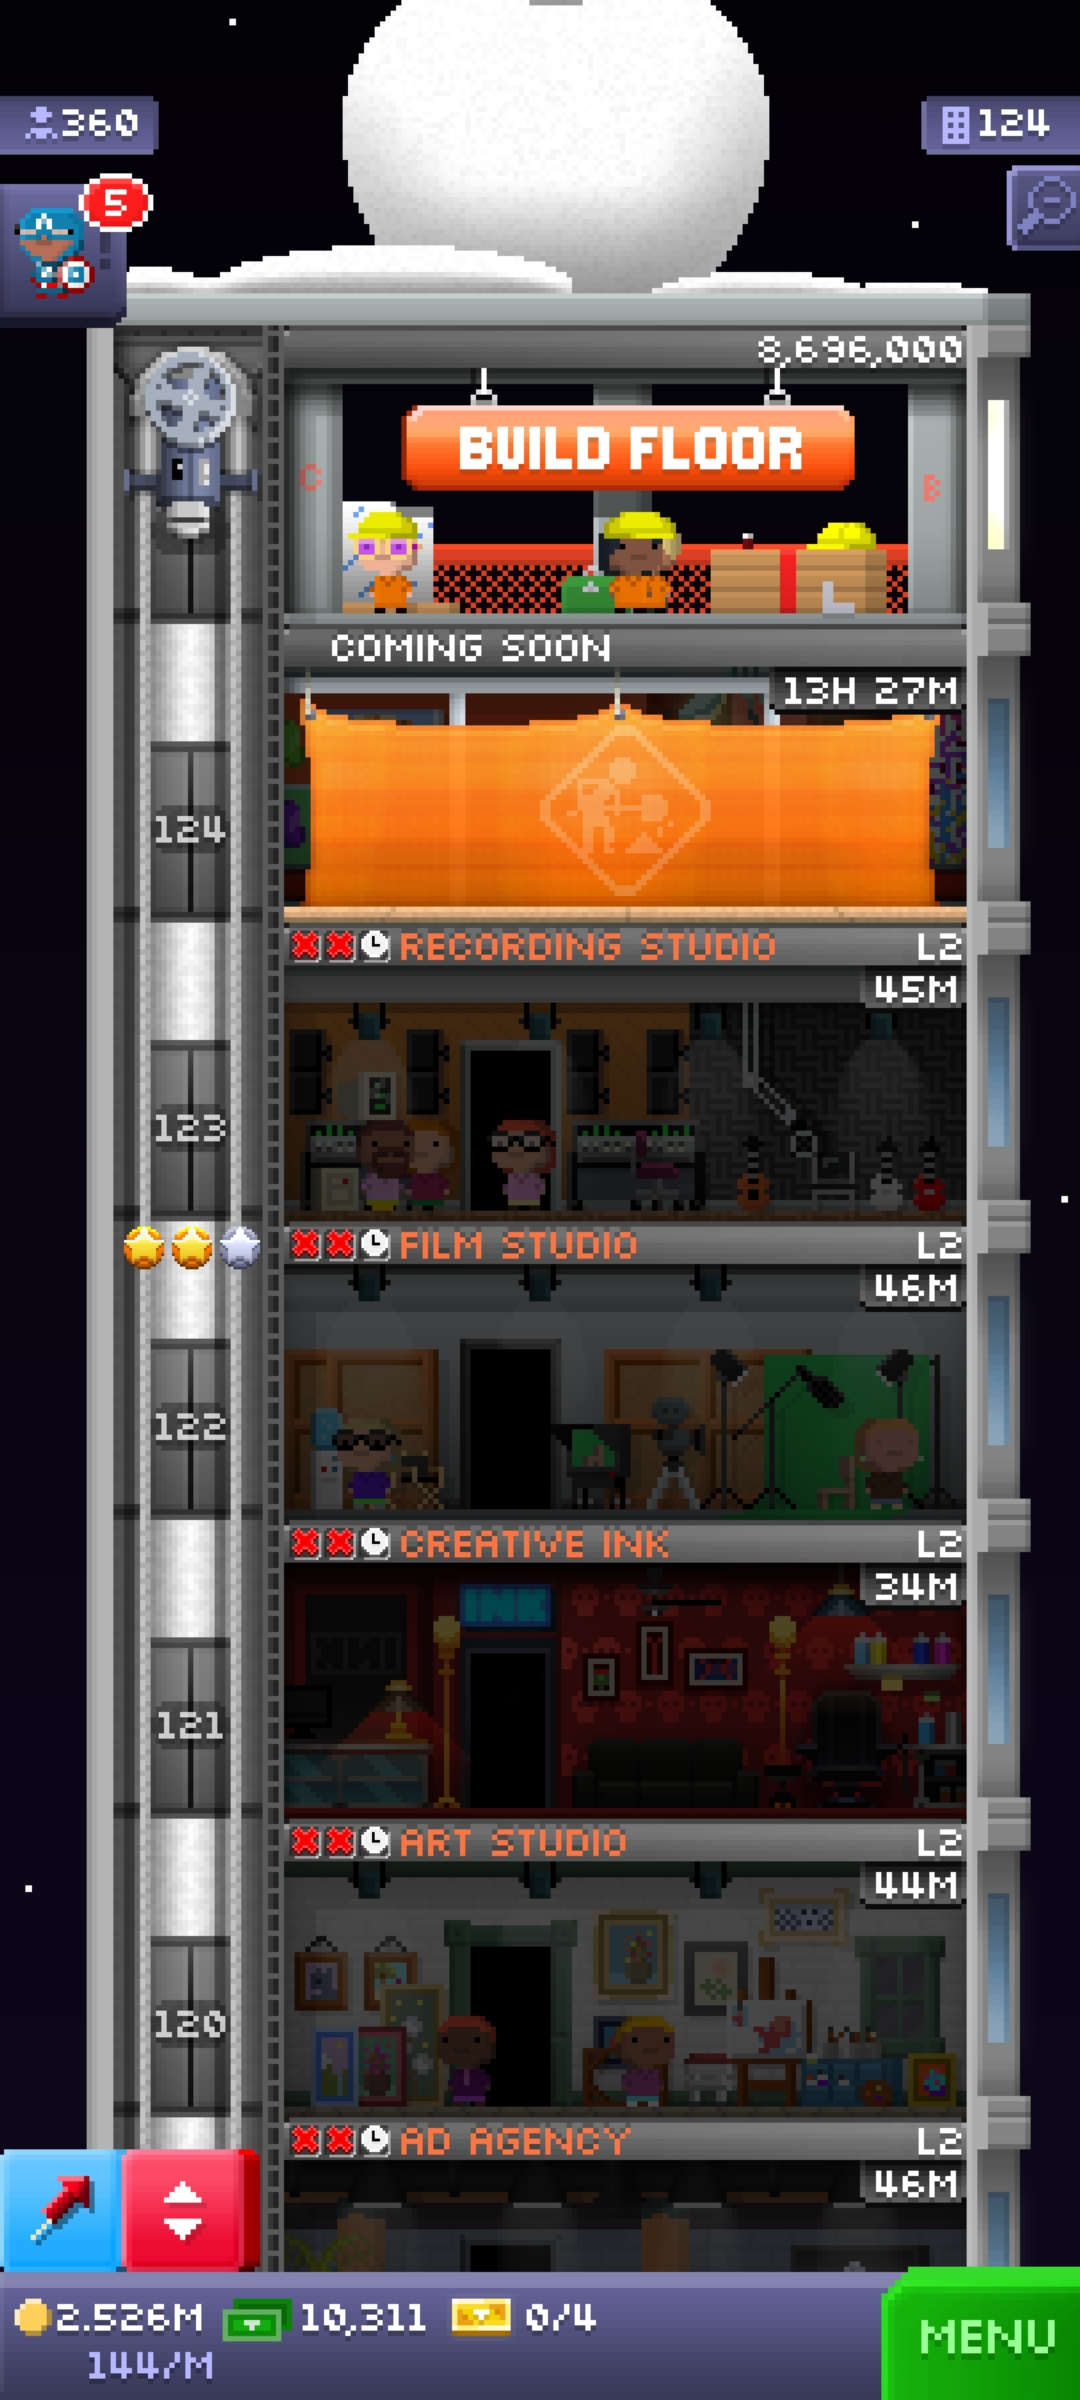 360
124
5
8,696,000
BUILD FLOOR
C
B
COMING SOON
13H 27M
124
RECORDING STUDIO L2
45M
123
FILM STUDIO L2
46M
122
CREATIVE INK L2
34M
INK
121
ART STUDIO L2
44M
120
AD AGENCY L2
46M
2.526M 10,311 0/4
144/M
MENU